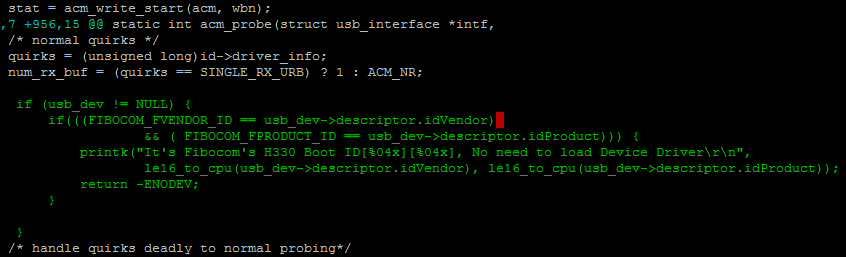 stat = acm_write_start(acm, wbn);
,7 +956,15 @@ static int acm_probe(struct usb_interface *intf,
/* normal quirks */
quirks = (unsigned long)id->driver_info;
num_rx_buf = (quirks == SINGLE_RX_URB) ? 1 : ACM_NR;
if (usb_dev != NULL) {
if(((FIBOCOM_FVENDOR_ID == usb_dev->descriptor.idVendor)
&& ( FIBOCOM_FPRODUCT_ID == usb_dev->descriptor.idProduct))) {
printk("It's Fibocom's H330 Boot ID[%04x][%04x], No need to load Device Driver\r\n",
le16_to_cpu(usb_dev->descriptor.idVendor), le16_to_cpu(usb_dev->descriptor.idProduct));
return -ENODEV;
}
}
/* handle quirks deadly to normal probing*/